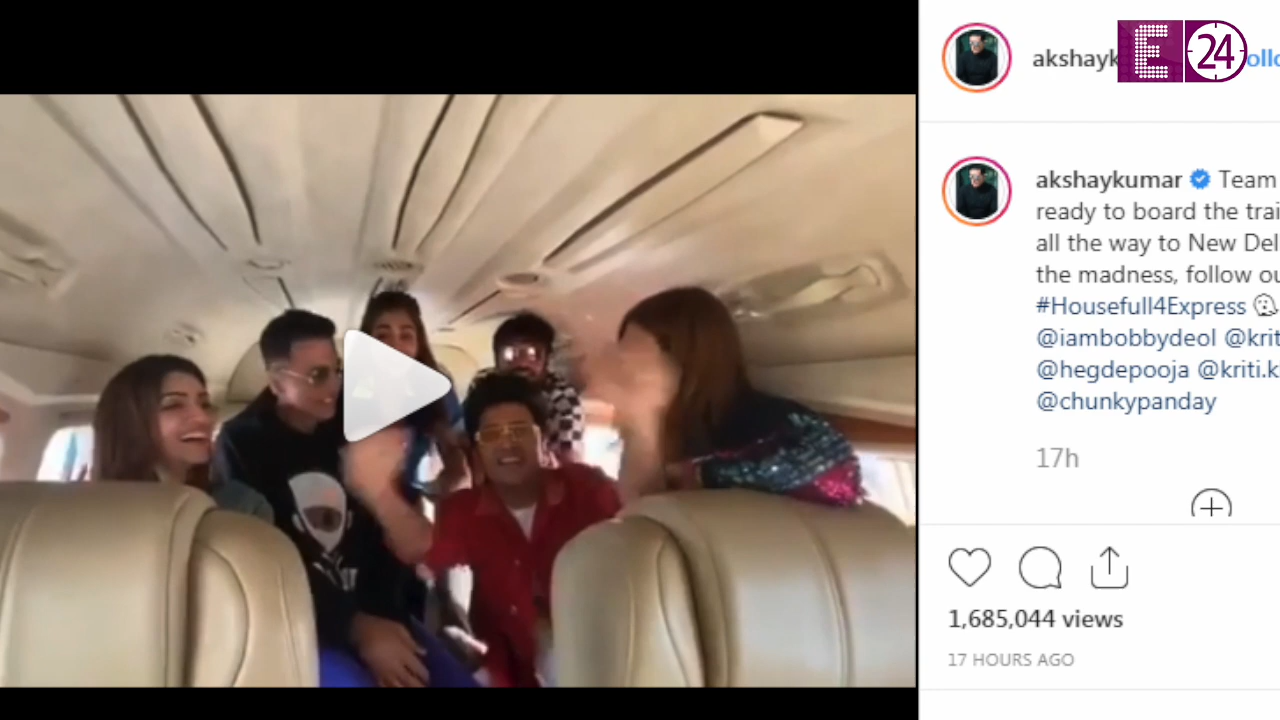 akshayk
E 24
ollo
akshaykumar Team
ready to board the trai
all the way to New Del
the madness, follow ou
#Housefull4Express
@iambobbydeol @krit
@hegdepooja @kriti.k
@chunkypanday
17h
1,685,044 views
17 HOURS AGO